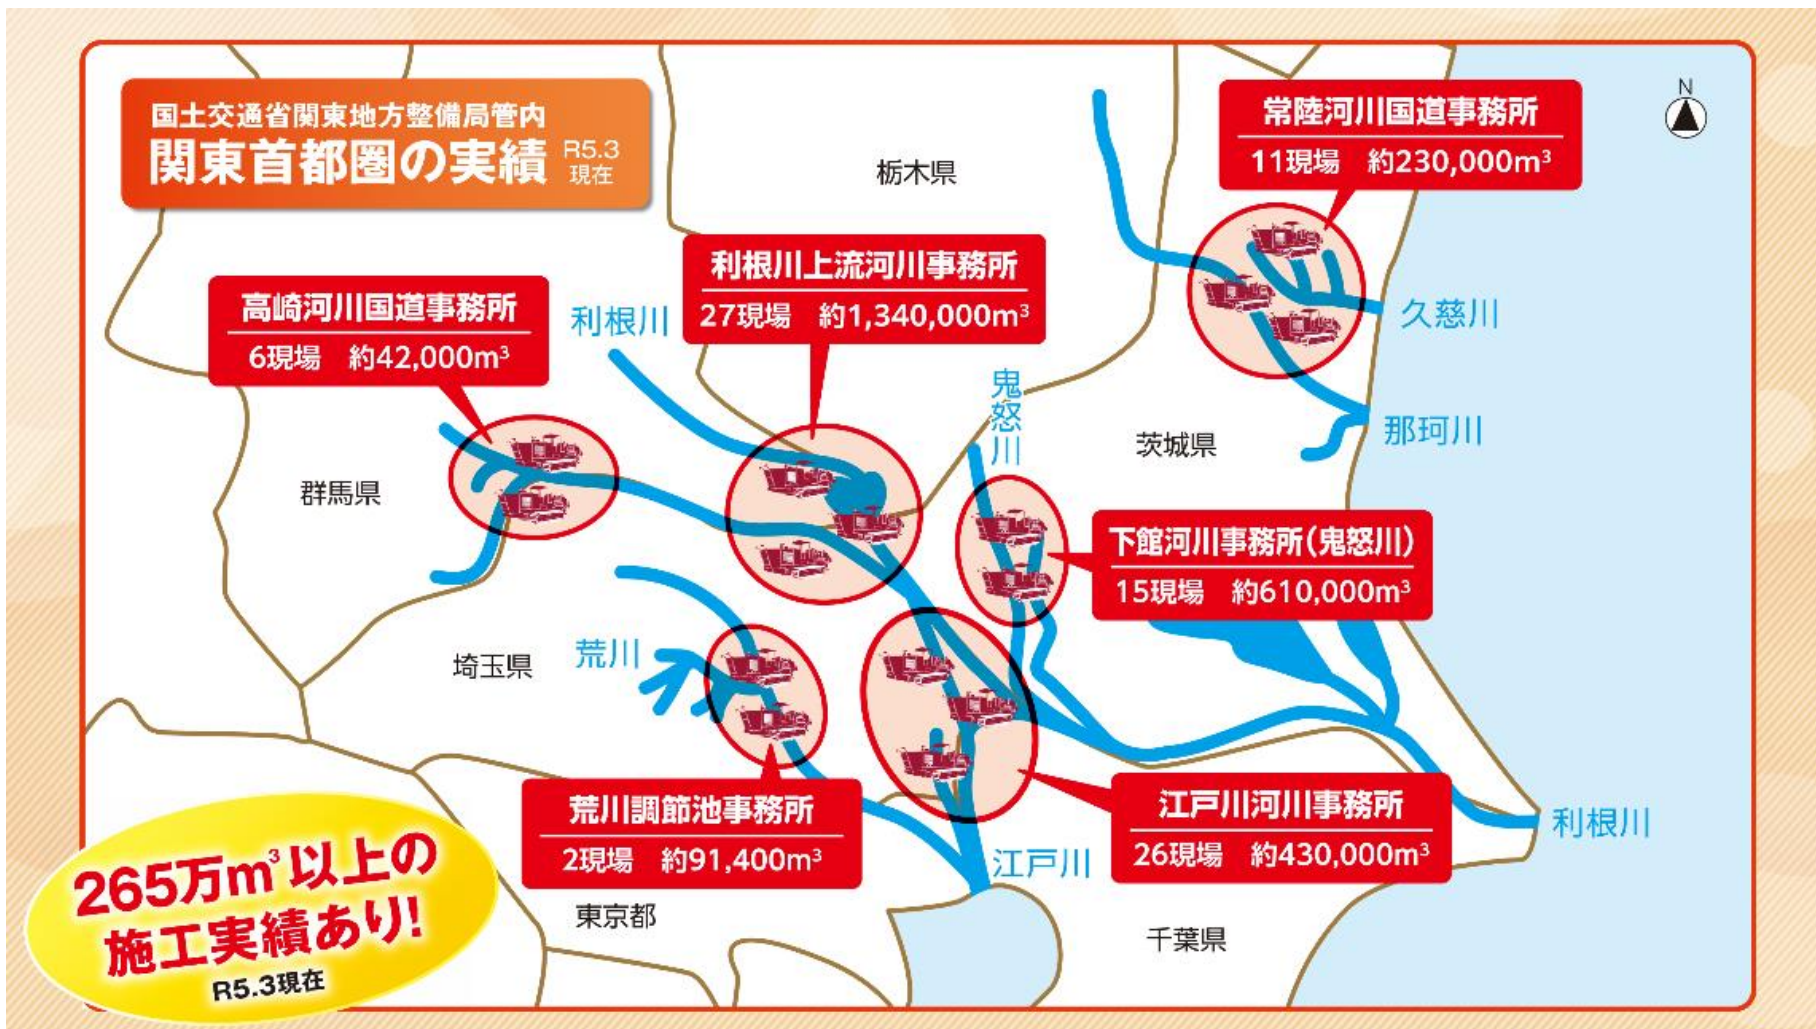 国土交通省関東地方整備局管内
関東首都圏の実績 R5.3現在
N
常陸河川国道事務所
11現場 約230,000m³
栃木県
利根川上流河川事務所
27現場 約1,340,000m³
高崎河川国道事務所
6現場 約42,000m³
利根川
久慈川
鬼怒川
那珂川
茨城県
群馬県
下館河川事務所(鬼怒川)
15現場 約610,000m³
埼玉県
荒川
荒川調節池事務所
2現場 約91,400m³
江戸川河川事務所
26現場 約430,000m³
利根川
江戸川
265万m³以上の
施工実績あり!
R5.3現在
東京都
千葉県